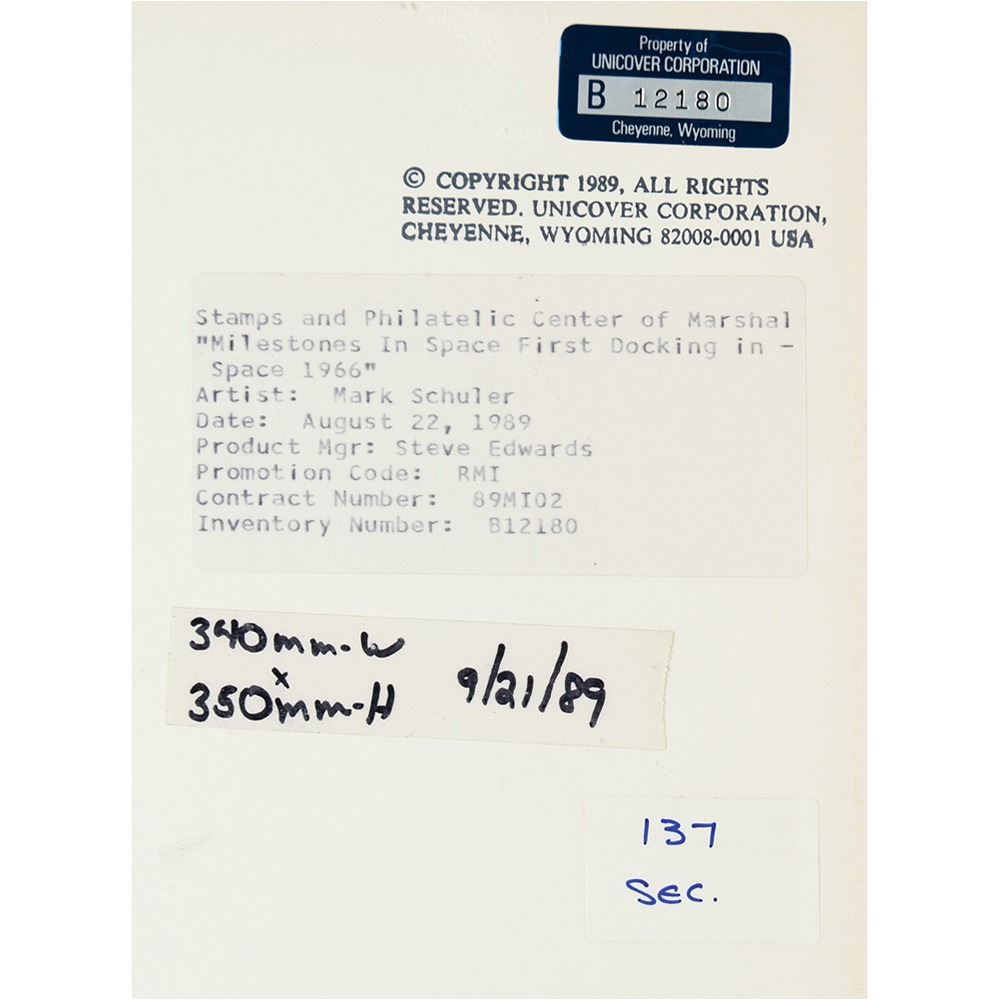 Property of
UNICOVER CORPORATION
B 12180
Cheyenne, Wyoming
© COPYRIGHT 1989, ALL RIGHTS
RESERVED. UNICOVER CORPORATION,
CHEYENNE, WYOMING 82008-0001 USA
Stamps and Philatelic Center of Marshal
"Milestones In Space First Docking in -
Space 1966"
Artist: Mark Schuler
Date: August 22, 1989
Product Mgr: Steve Edwards
Promotion Code: RMI
Contract Number: 89MI02
Inventory Number: B12180
340mm-W
x
350mm-H
9/21/89
137
SEC.